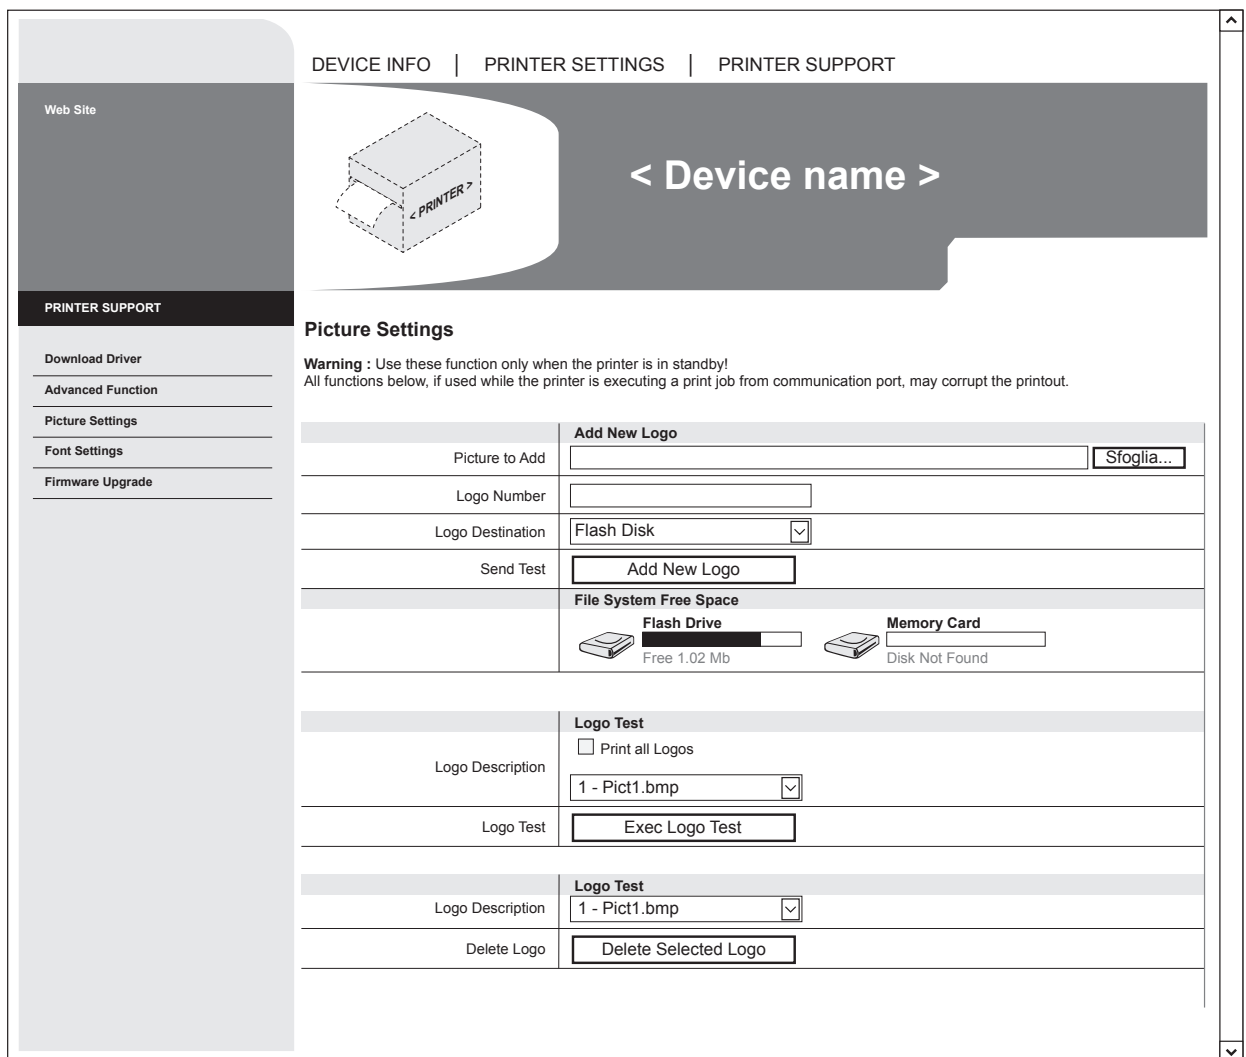 DEVICE INFO | PRINTER SETTINGS | PRINTER SUPPORT
Web Site
< PRINTER >
< Device name >
PRINTER SUPPORT
Download Driver
Advanced Function
Picture Settings
Font Settings
Firmware Upgrade
Picture Settings
Warning : Use these function only when the printer is in standby!
All functions below, if used while the printer is executing a print job from communication port, may corrupt the printout.
Add New Logo
Picture to Add Sfoglia...
Logo Number
Logo Destination Flash Disk
Send Test Add New Logo
File System Free Space
Flash Drive Memory Card
Free 1.02 Mb Disk Not Found
Logo Test
Print all Logos
Logo Description
1 - Pict1.bmp
Logo Test Exec Logo Test
Logo Test
Logo Description 1 - Pict1.bmp
Delete Logo Delete Selected Logo